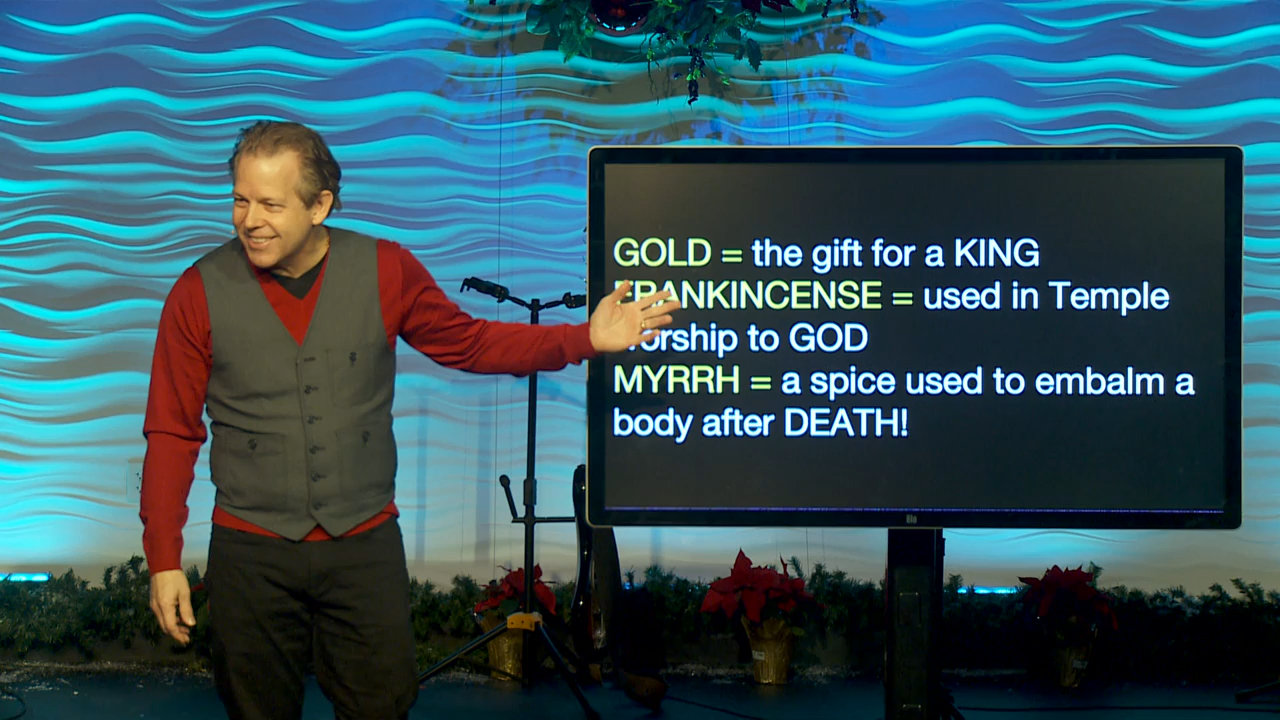 GOLD = the gift for a KING
FRANKINCENSE = used in Temple
worship to GOD
MYRRH = a spice used to embalm a
body after DEATH!
elo